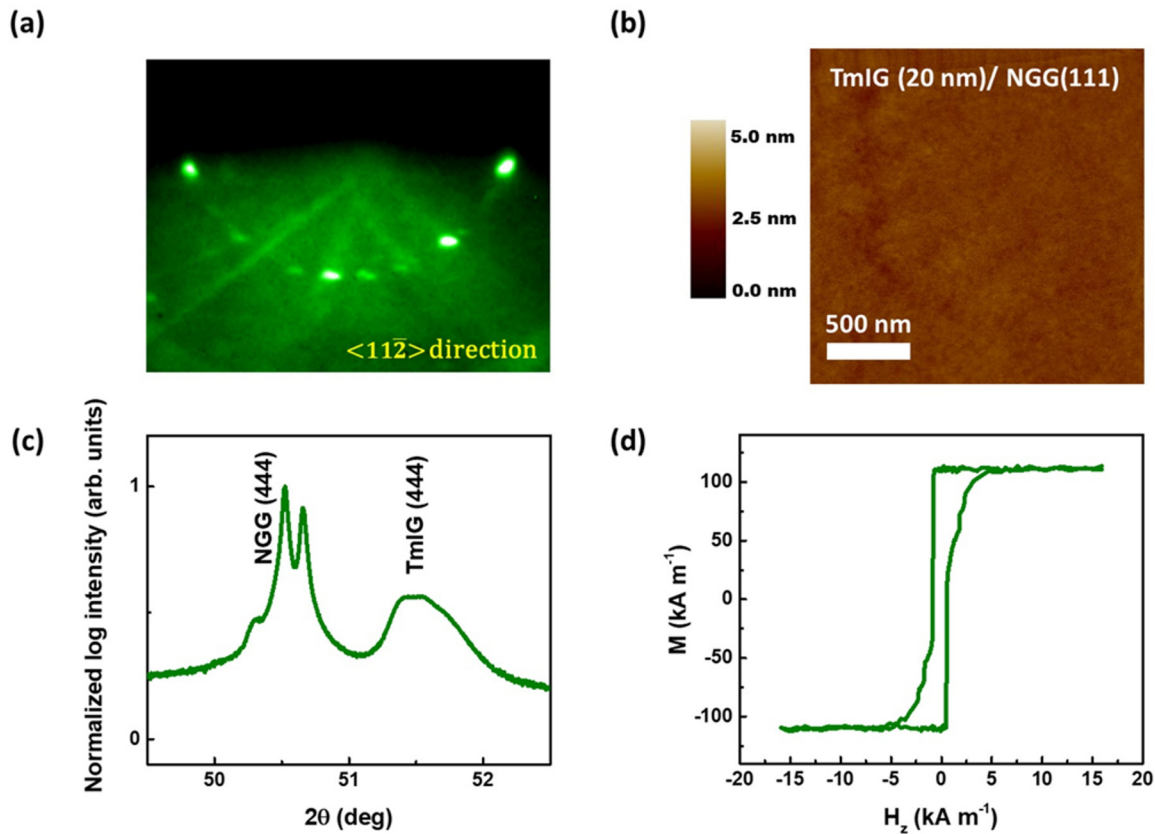 (a)
<112̅> direction
(b)
TmIG (20 nm)/ NGG(111)
5.0 nm
2.5 nm
0.0 nm
500 nm
(c)
Normalized log intensity (arb. units)
1
0
NGG (444)
TmIG (444)
50
51
52
2θ (deg)
(d)
M (kA m⁻¹)
100
50
0
-50
-100
-20
-15
-10
-5
0
5
10
15
20
H_z (kA m⁻¹)